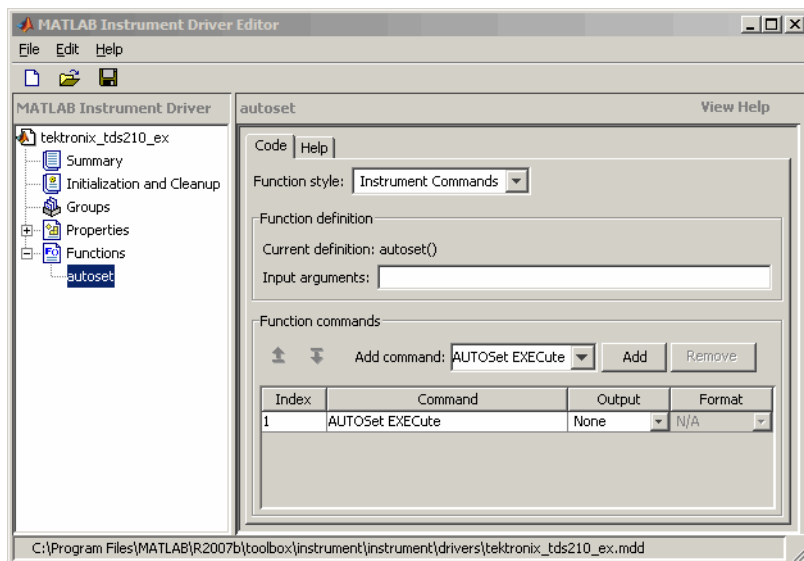 MATLAB Instrument Driver Editor
File Edit Help
MATLAB Instrument Driver
autoset View Help
tektronix_tds210_ex
Summary
Initialization and Cleanup
Groups
Properties
Functions
autoset
Code Help
Function style: Instrument Commands
Function definition
Current definition: autoset()
Input arguments:
Function commands
Add command: AUTOSet EXECute Add Remove
Index Command Output Format
1 AUTOSet EXECute None N/A
C:\Program Files\MATLAB\R2007b\toolbox\instrument\instrument\drivers\tektronix_tds210_ex.mdd